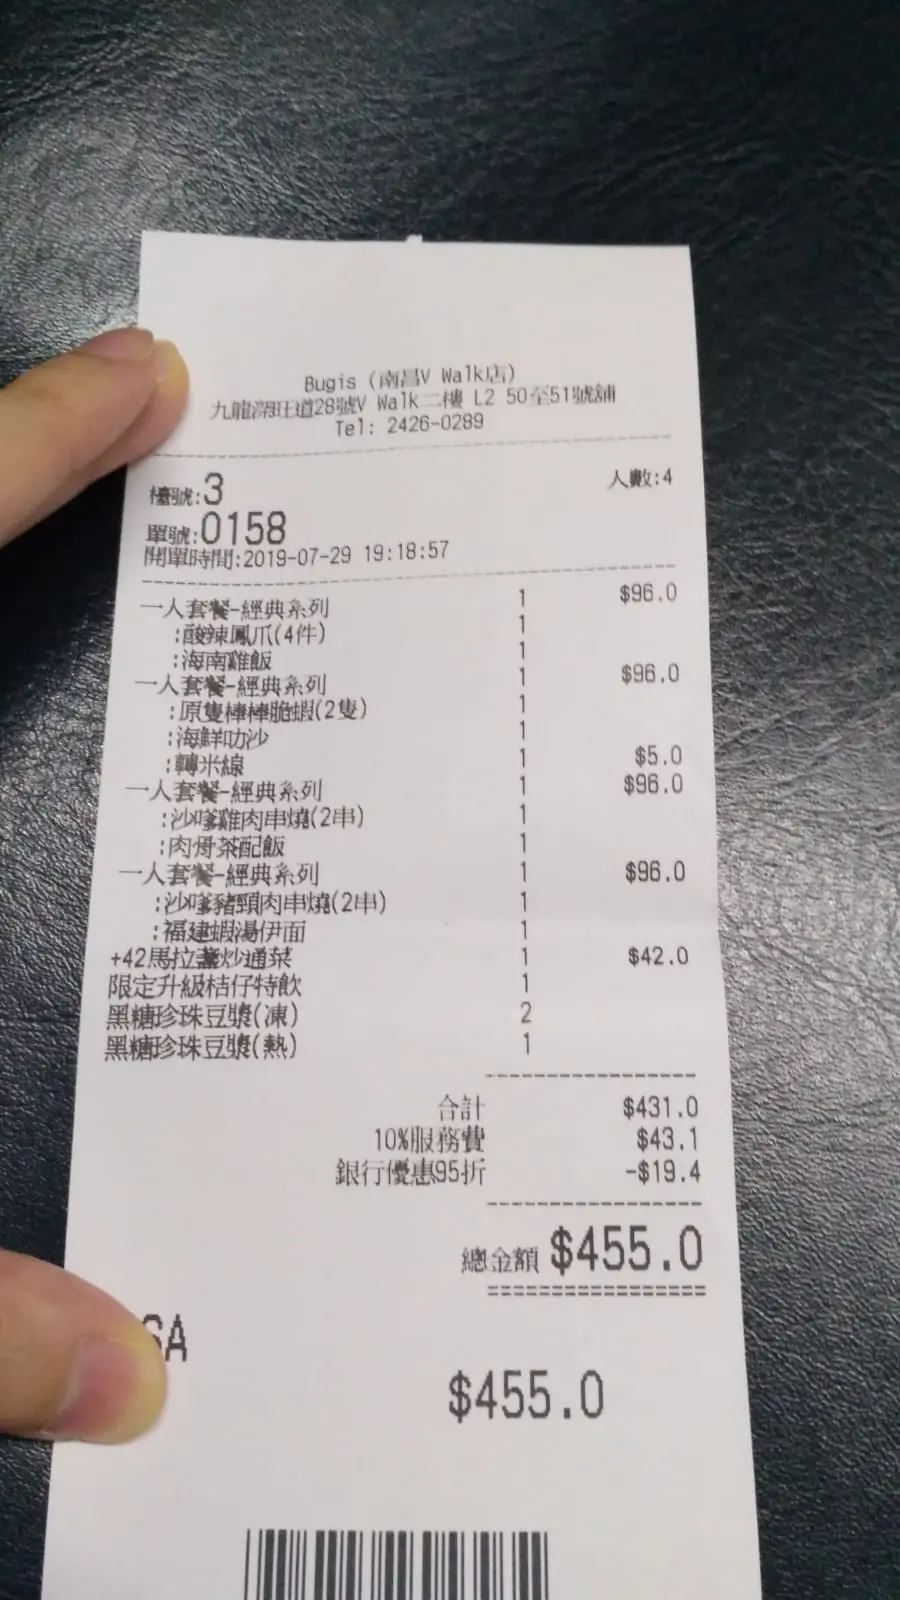 Bugis (南昌V Walk店)
九龍深旺道28號V Walk二樓 L2 50至51號舖
Tel: 2426-0289
檯號:3 人數:4
單號:0158
開單時間:2019-07-29 19:18:57
一人套餐-經典系列 1 $96.0
:酸辣鳳爪(4件) 1
:海南雞飯 1
一人套餐-經典系列 1 $96.0
:原隻棒棒脆蝦(2隻) 1
:海鮮叻沙 1
:轉米線 1 $5.0
一人套餐-經典系列 1 $96.0
:沙嗲雞肉串燒(2串) 1
:肉骨茶配飯 1
一人套餐-經典系列 1 $96.0
:沙嗲豬頸肉串燒(2串) 1
:福建蝦湯伊面 1
+42馬拉盞炒通菜 1 $42.0
限定升級桔仔特飲 1
黑糖珍珠豆漿(凍) 2
黑糖珍珠豆漿(熱) 1
合計 $431.0
10%服務費 $43.1
銀行優惠95折 -$19.4
總金額 $455.0
SA
$455.0